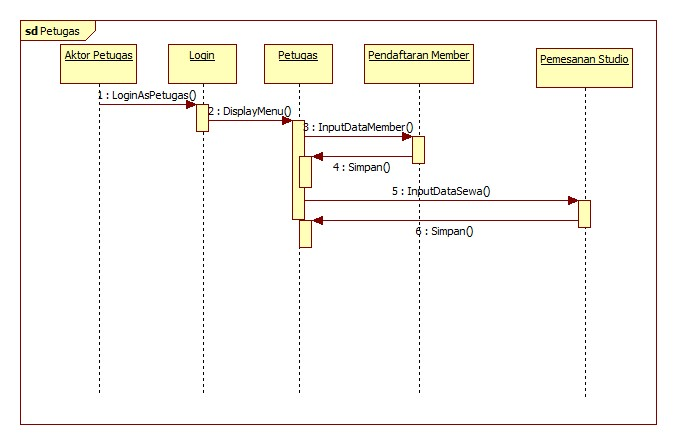 sd Petugas
Aktor Petugas
Login
Petugas
Pendaftaran Member
Pemesanan Studio
1 : LoginAsPetugas()
2 : DisplayMenu()
3 : InputDataMember()
4 : Simpan()
5 : InputDataSewa()
6 : Simpan()